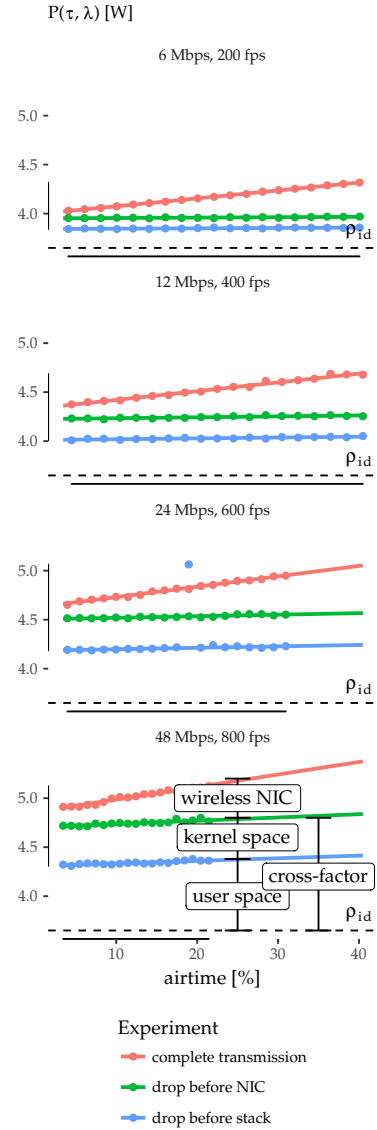 P(τ, λ) [W]
6 Mbps, 200 fps
5.0
4.5
4.0
ρid
12 Mbps, 400 fps
5.0
4.5
4.0
ρid
24 Mbps, 600 fps
5.0
4.5
4.0
ρid
48 Mbps, 800 fps
5.0
4.5
4.0
wireless NIC
kernel space
cross-factor
user space
ρid
10 20 30 40
airtime [%]
Experiment
complete transmission
drop before NIC
drop before stack